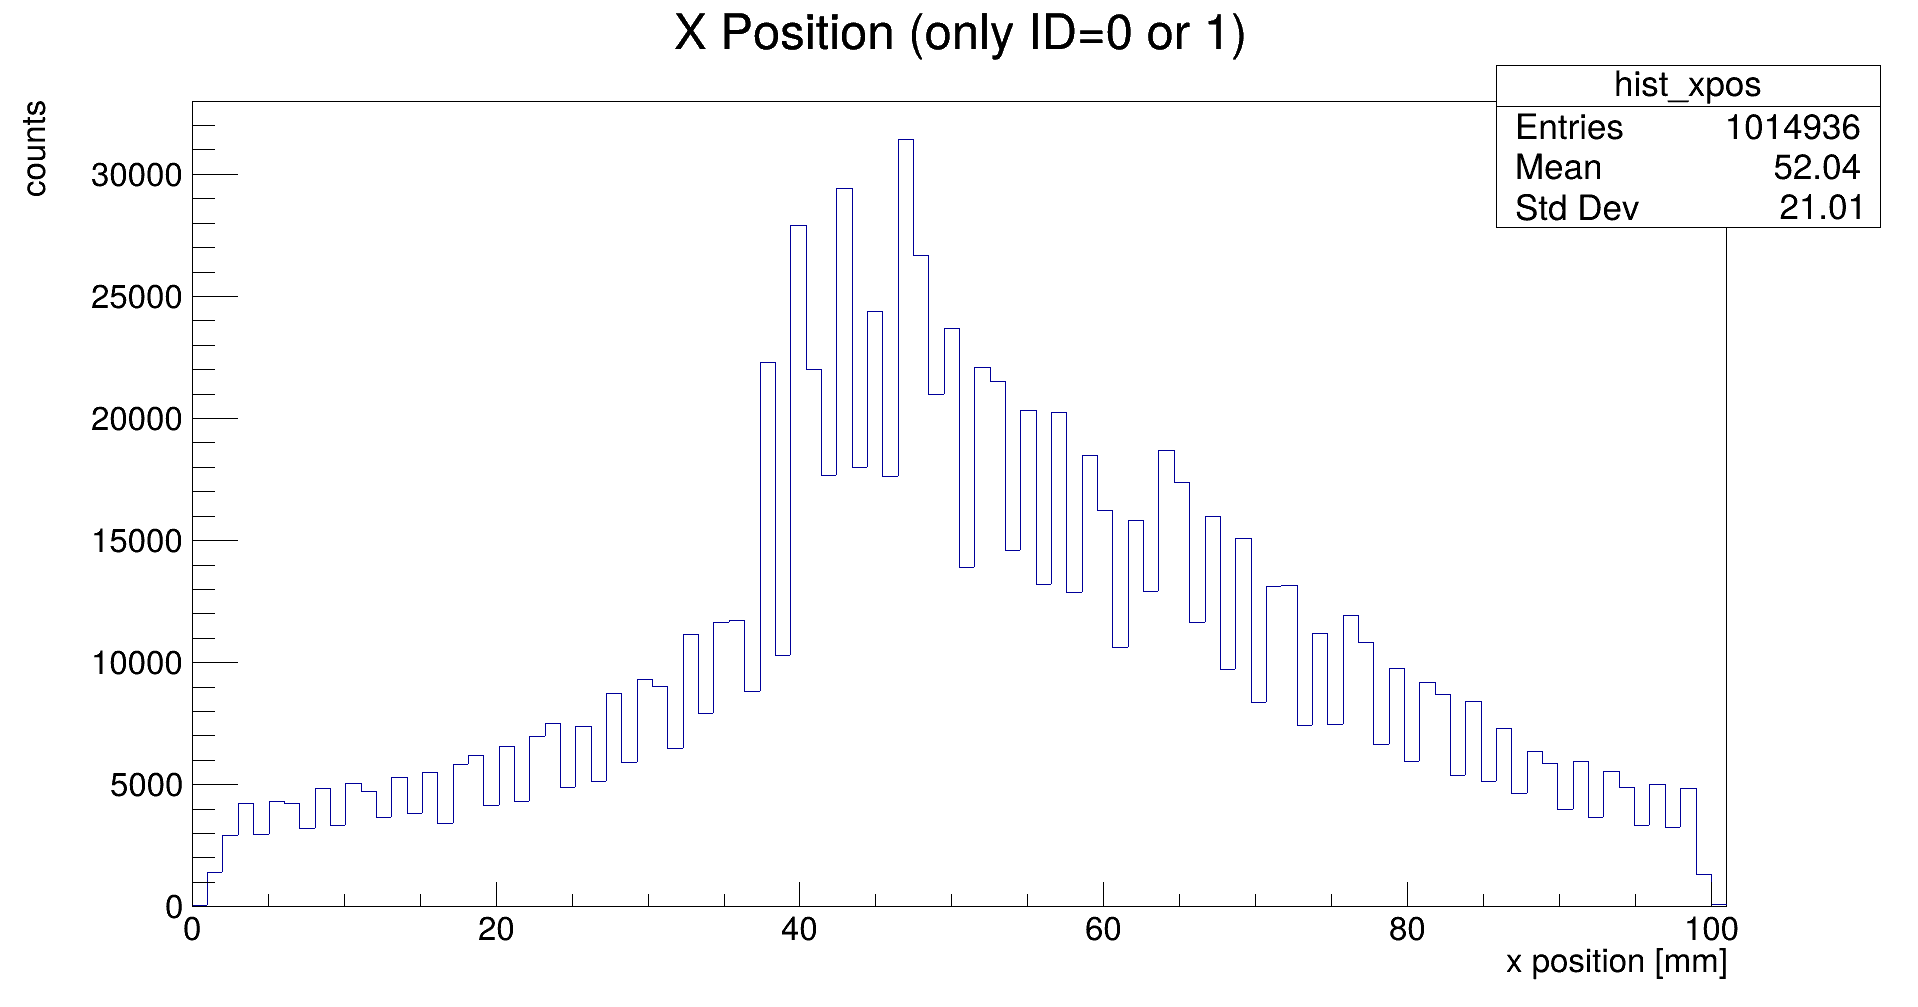 X Position (only ID=0 or 1)
hist_xpos
Entries 1014936
Mean 52.04
Std Dev 21.01
counts
30000
25000
20000
15000
10000
5000
0
0 20 40 60 80 100
x position [mm]